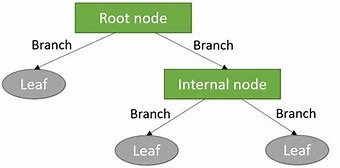 Root node
Branch
Branch
Leaf
Internal node
Branch
Branch
Leaf
Leaf